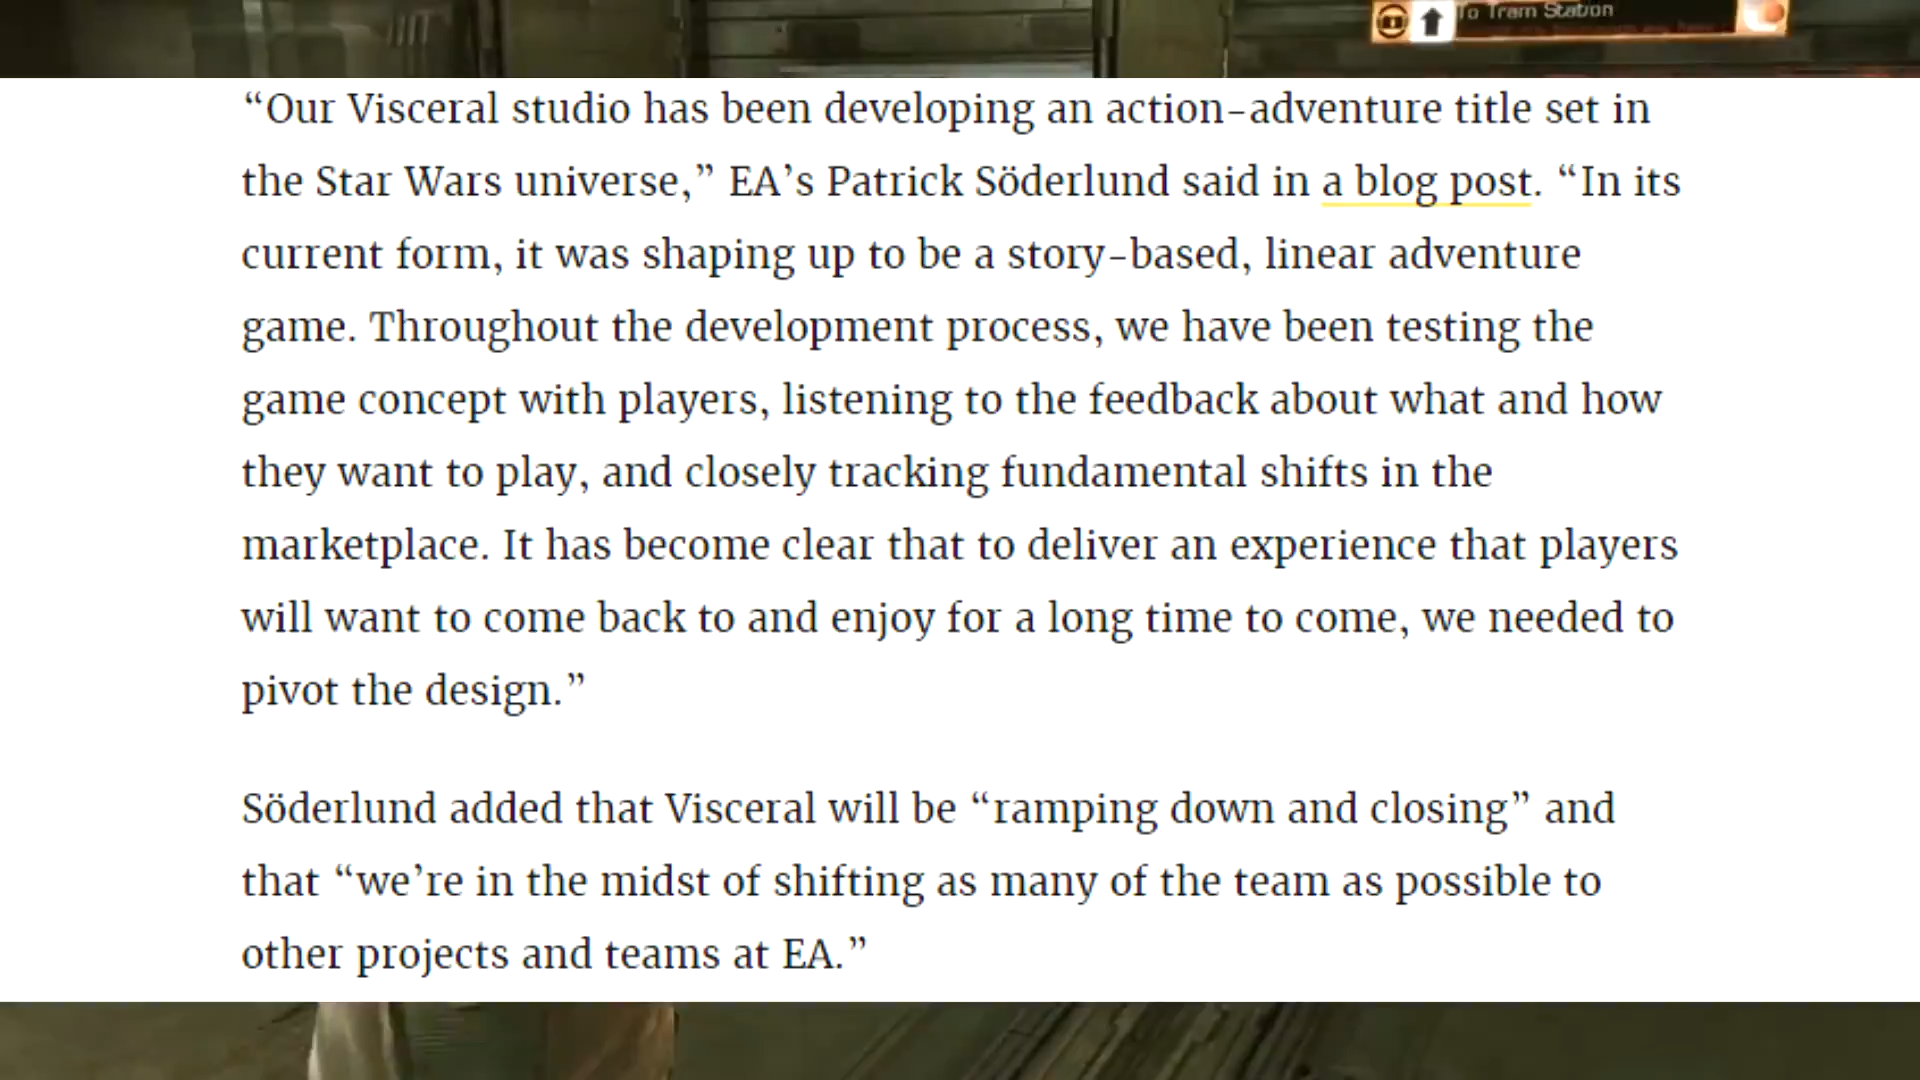 To Tram Station
“Our Visceral studio has been developing an action-adventure title set in
the Star Wars universe,” EA’s Patrick Söderlund said in a blog post. “In its
current form, it was shaping up to be a story-based, linear adventure
game. Throughout the development process, we have been testing the
game concept with players, listening to the feedback about what and how
they want to play, and closely tracking fundamental shifts in the
marketplace. It has become clear that to deliver an experience that players
will want to come back to and enjoy for a long time to come, we needed to
pivot the design.”
Söderlund added that Visceral will be “ramping down and closing” and
that “we’re in the midst of shifting as many of the team as possible to
other projects and teams at EA.”